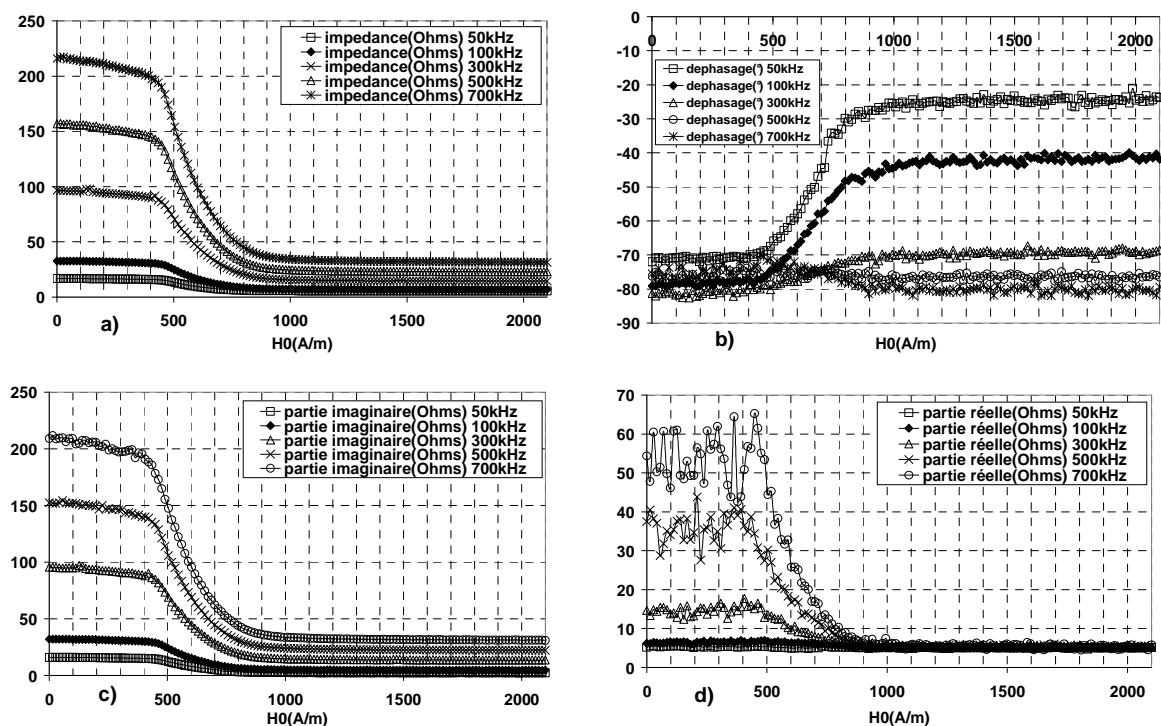 250
200
150
100
50
0
impedance(Ohms) 50kHz
impedance(Ohms) 100kHz
impedance(Ohms) 300kHz
impedance(Ohms) 500kHz
impedance(Ohms) 700kHz
0 500 1000 1500 2000
a)
H0(A/m)
0
-10
-20
-30
-40
-50
-60
-70
-80
-90
0 500 1000 1500 2000
dephasage(°) 50kHz
dephasage(°) 100kHz
dephasage(°) 300kHz
dephasage(°) 500kHz
dephasage(°) 700kHz
b)
H0(A/m)
250
200
150
100
50
0
partie imaginaire(Ohms) 50kHz
partie imaginaire(Ohms) 100kHz
partie imaginaire(Ohms) 300kHz
partie imaginaire(Ohms) 500kHz
partie imaginaire(Ohms) 700kHz
c)
0 500 1000 1500 2000
H0(A/m)
70
60
50
40
30
20
10
0
partie réelle(Ohms) 50kHz
partie réelle(Ohms) 100kHz
partie réelle(Ohms) 300kHz
partie réelle(Ohms) 500kHz
partie réelle(Ohms) 700kHz
d)
0 500 1000 1500 2000
H0(A/m)